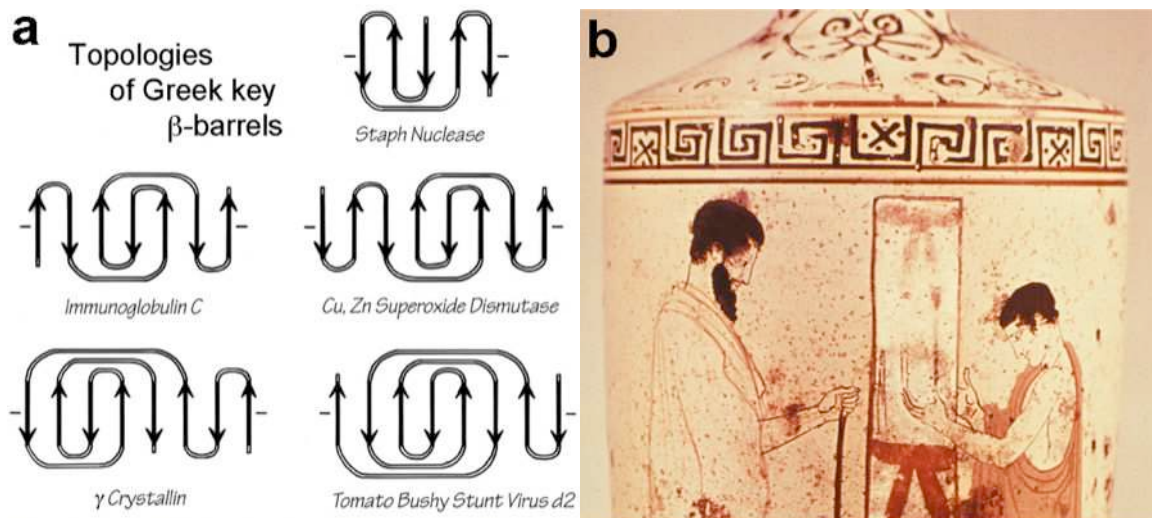 a
Topologies
of Greek key
β-barrels
Staph Nuclease
Immunoglobulin C
Cu, Zn Superoxide Dismutase
γ Crystallin
Tomato Bushy Stunt Virus d2
b